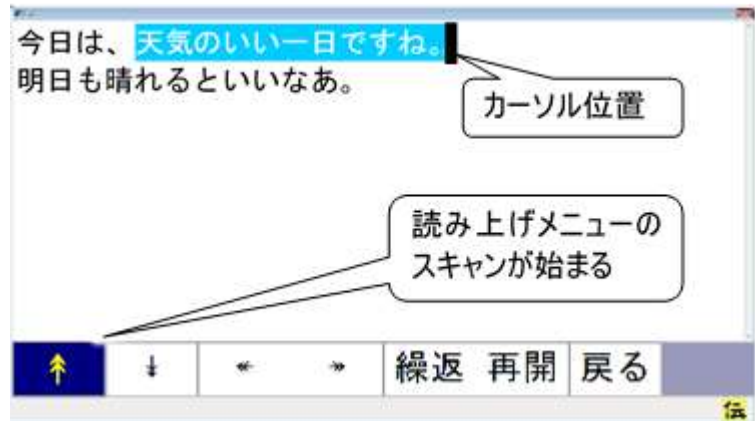 今日は、天気のいい一日ですね。
明日も晴れるといいなあ。
カーソル位置
読み上げメニューの
スキャンが始まる
↟ ↡ ↞ ↠ 繰返 再開 戻る
伝